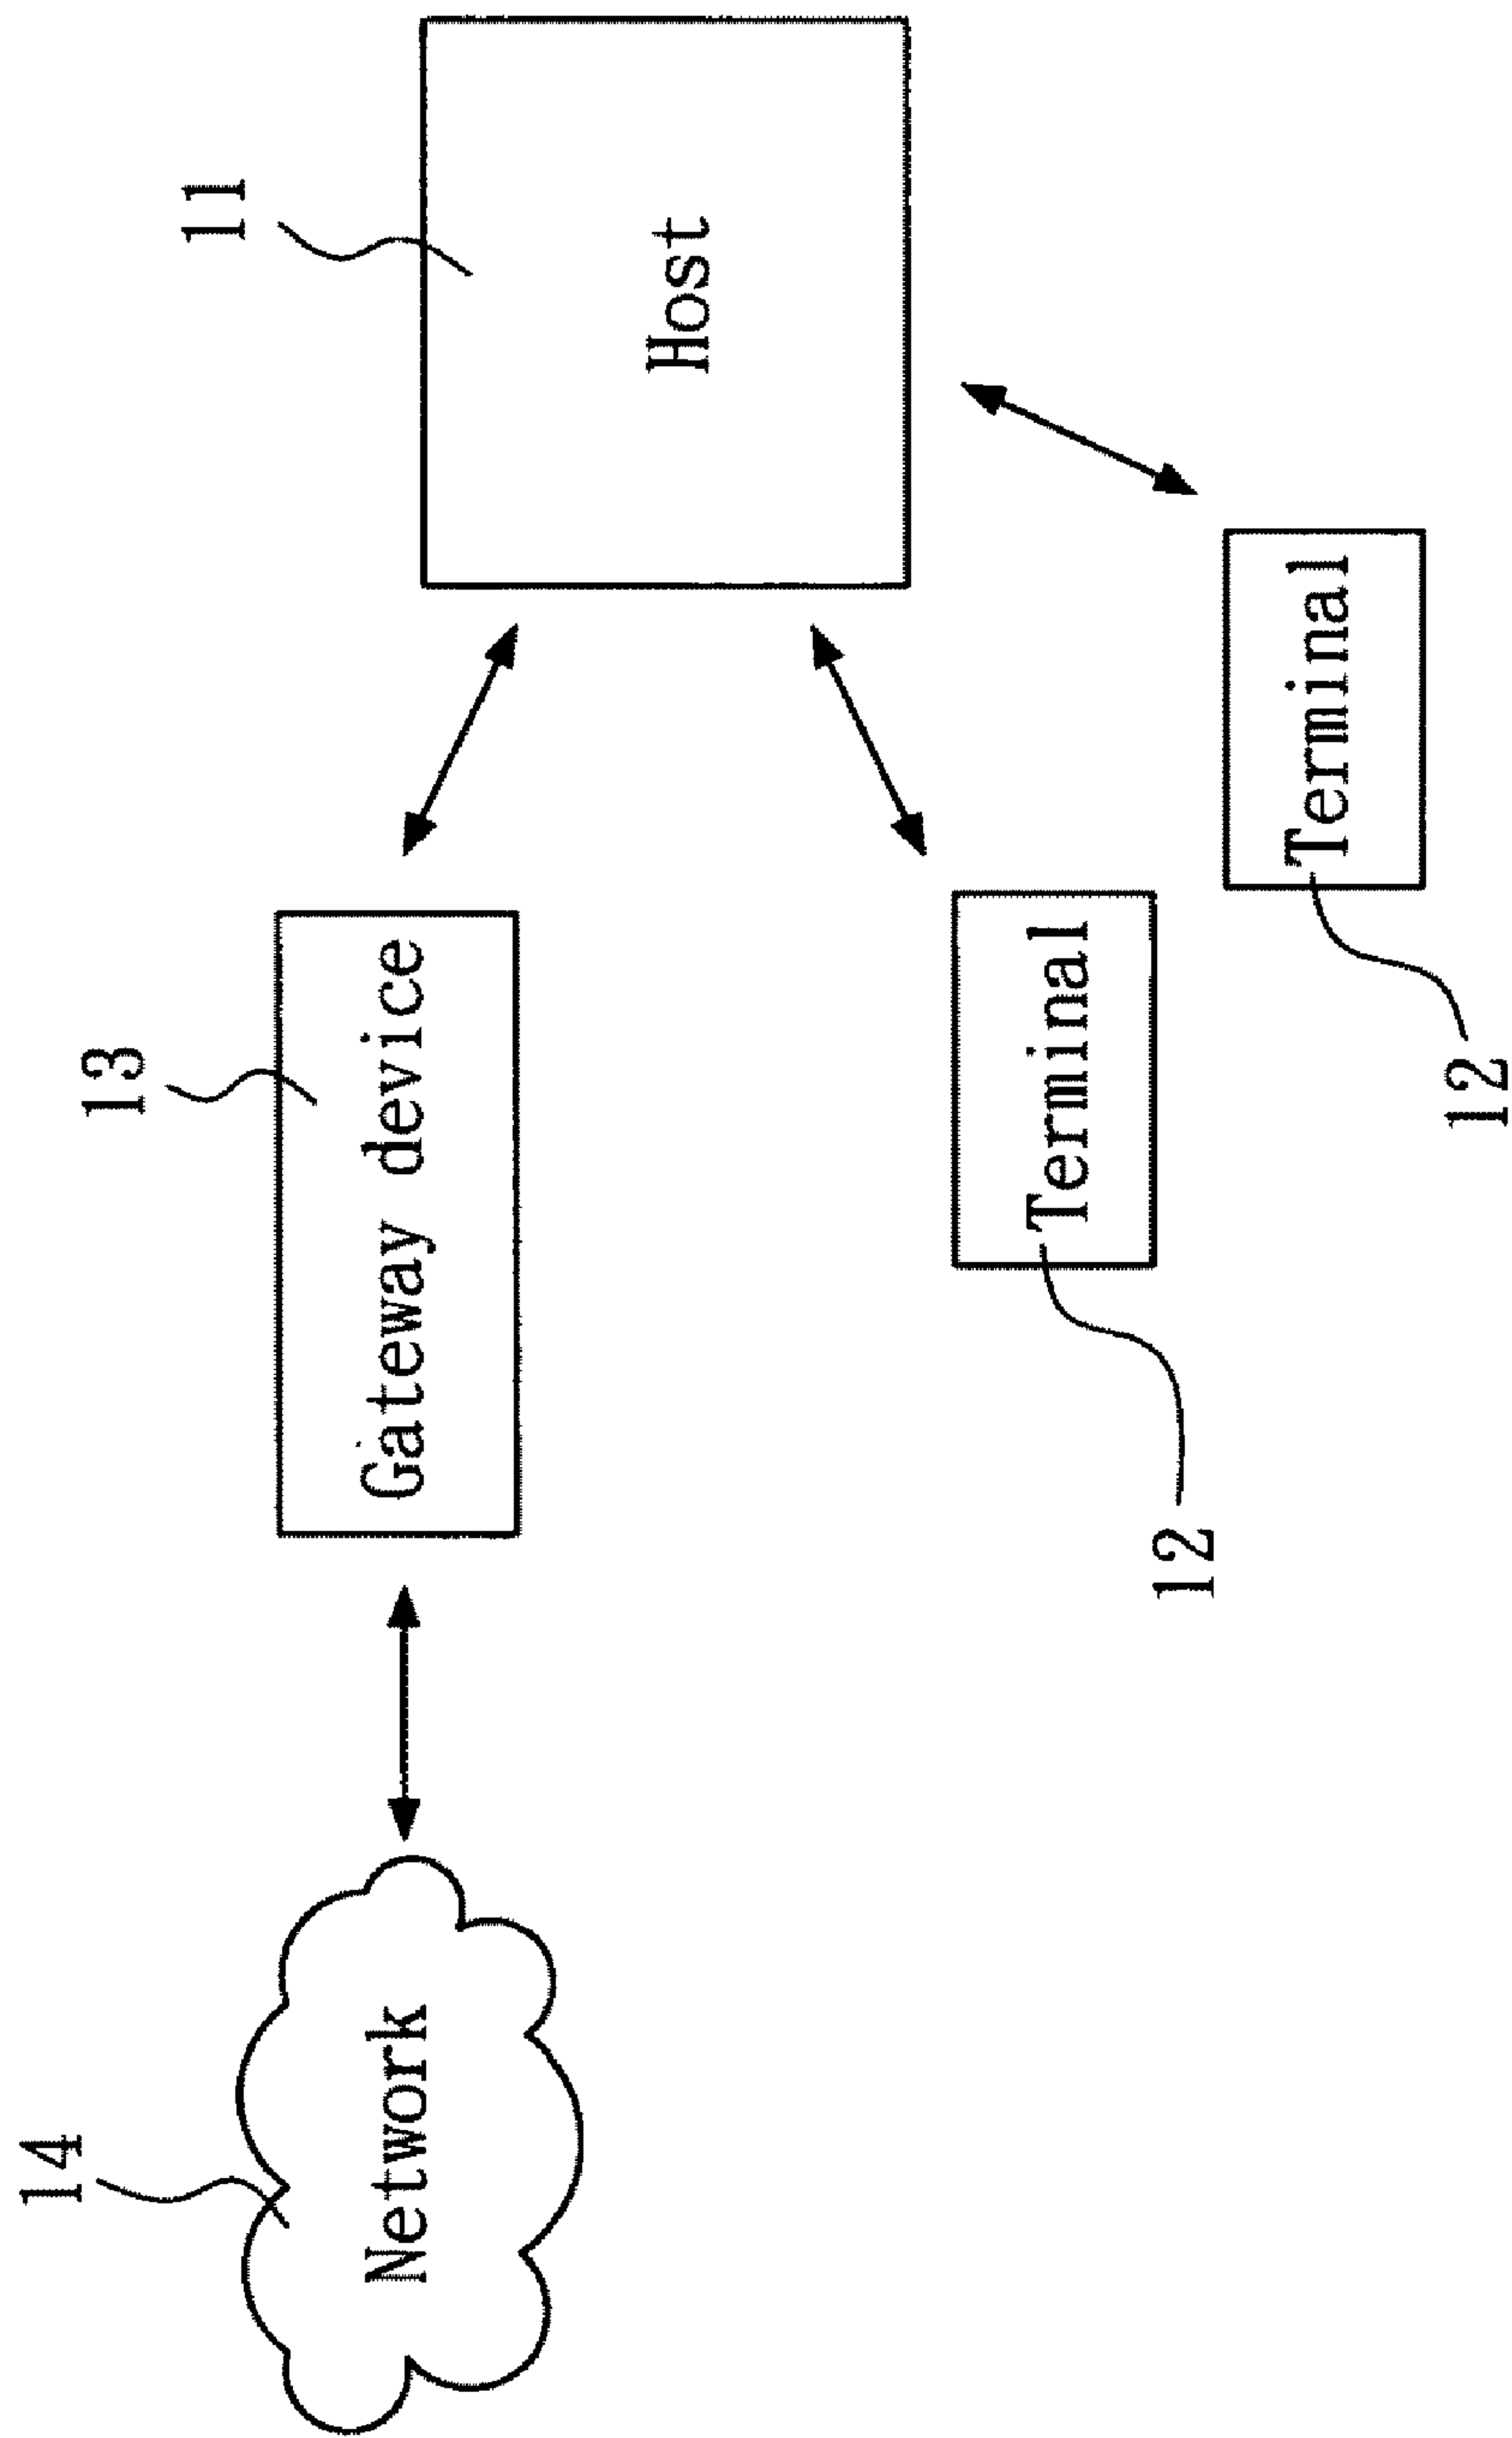 14
Network
13
Gateway device
11
Host
12
Terminal
12
Terminal